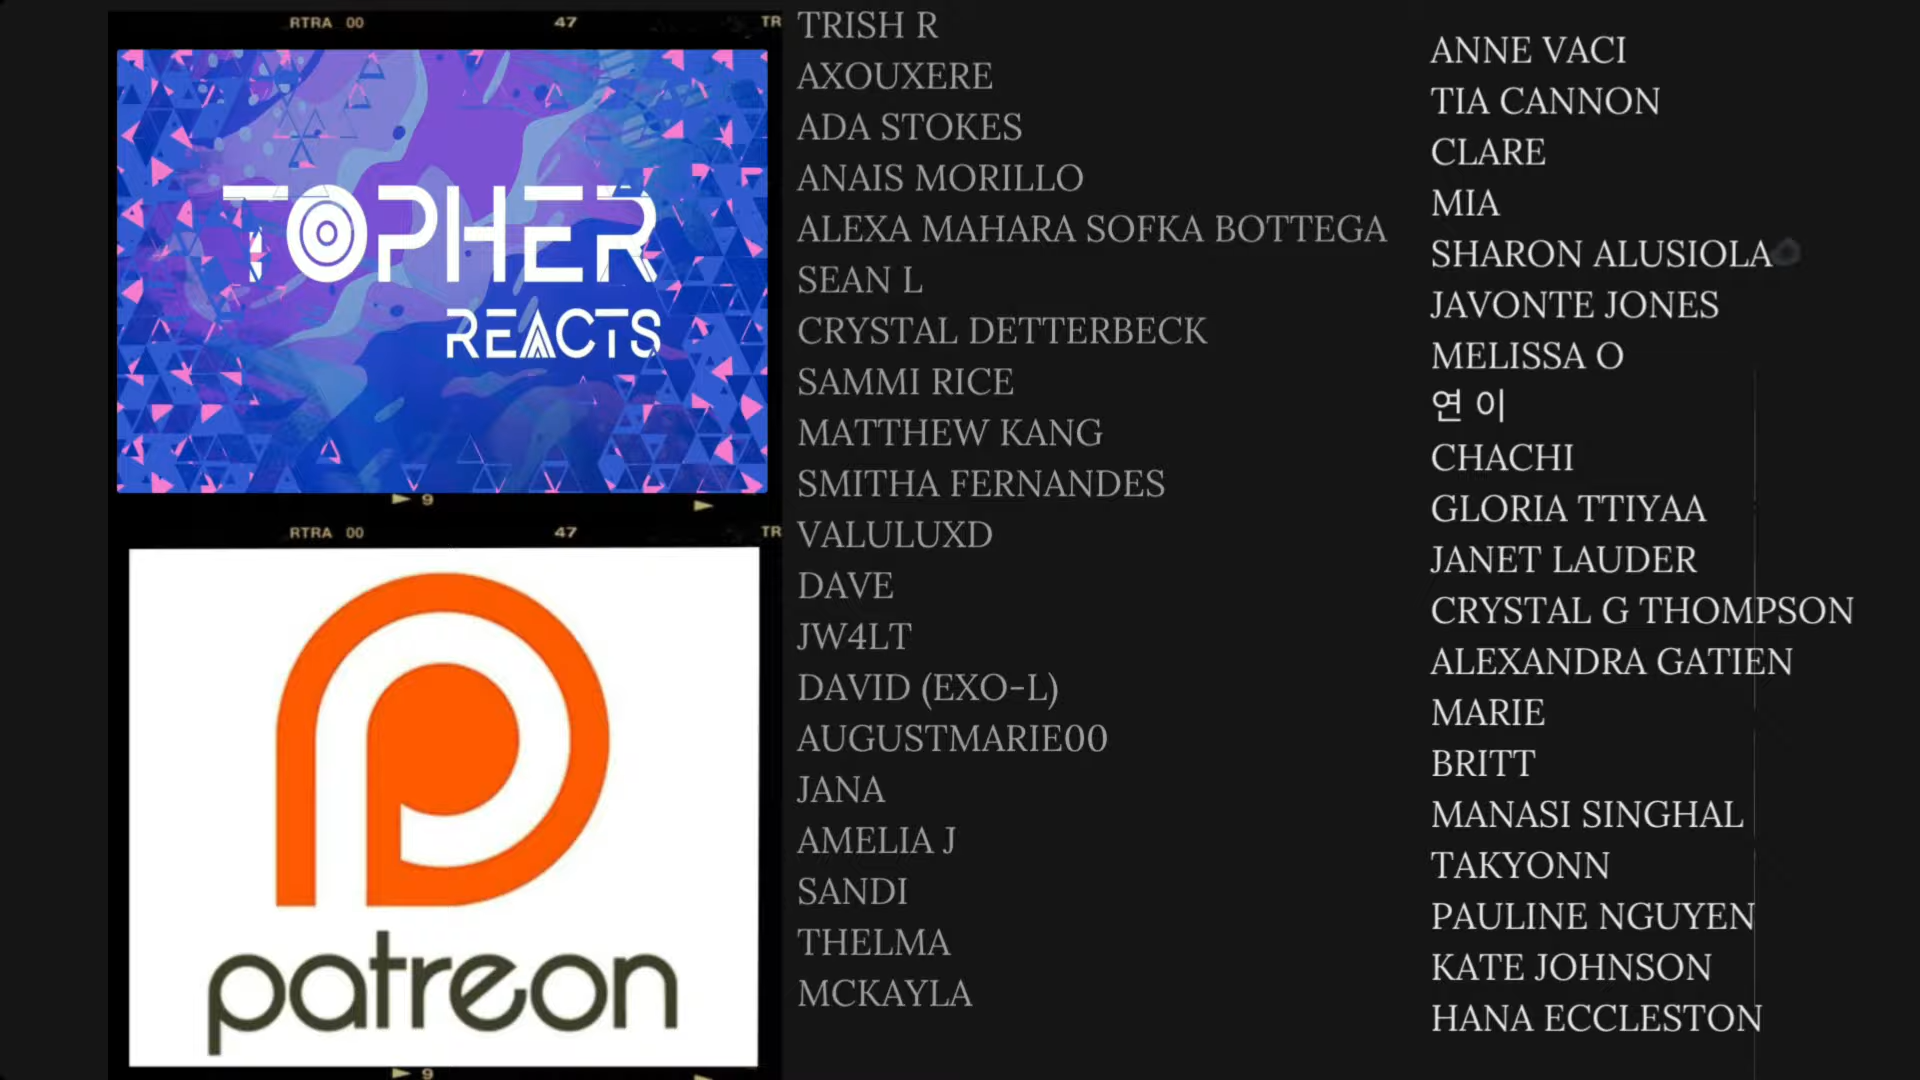 RTRA 00 47 TR
TOPHER
REACTS
9
RTRA 00 47 TR
patreon
9
TRISH R
AXOUXERE
ADA STOKES
ANAIS MORILLO
ALEXA MAHARA SOFKA BOTTEGA
SEAN L
CRYSTAL DETTERBECK
SAMMI RICE
MATTHEW KANG
SMITHA FERNANDES
VALULUXD
DAVE
JW4LT
DAVID (EXO-L)
AUGUSTMARIE00
JANA
AMELIA J
SANDI
THELMA
MCKAYLA
ANNE VACI
TIA CANNON
CLARE
MIA
SHARON ALUSIOLA
JAVONTE JONES
MELISSA O
연 이
CHACHI
GLORIA TTIYAA
JANET LAUDER
CRYSTAL G THOMPSON
ALEXANDRA GATIEN
MARIE
BRITT
MANASI SINGHAL
TAKYONN
PAULINE NGUYEN
KATE JOHNSON
HANA ECCLESTON